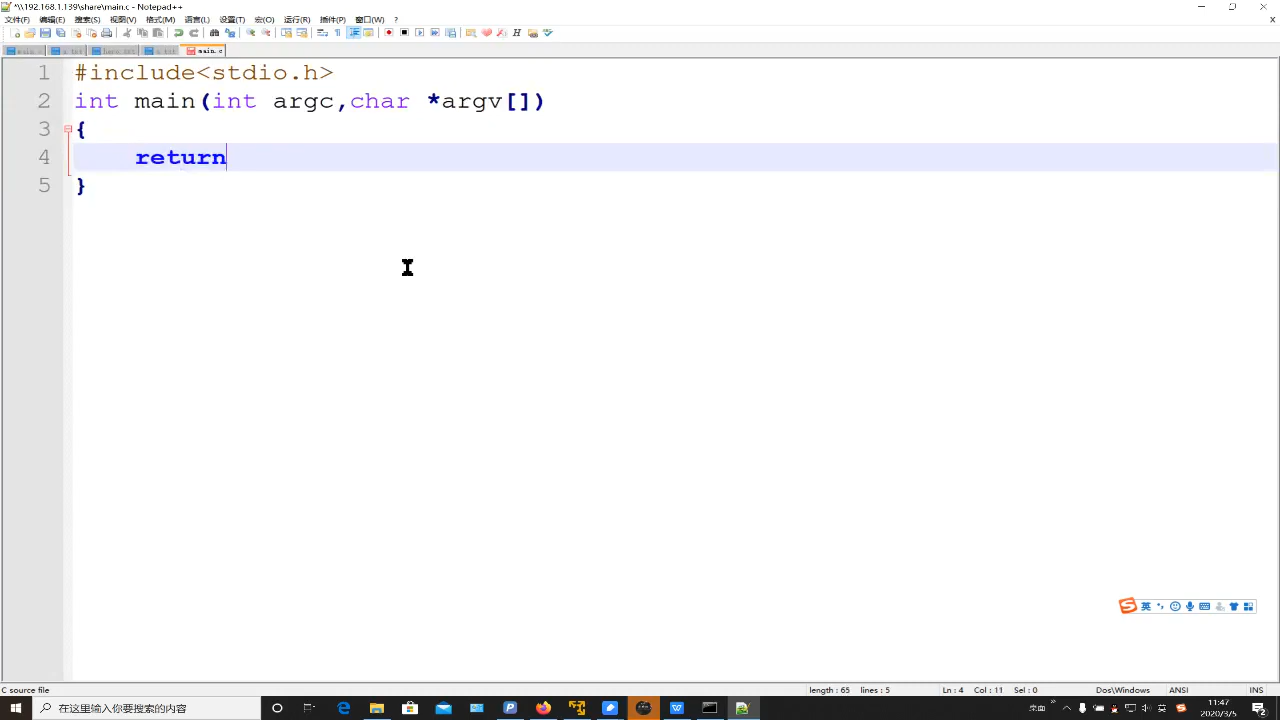 *\\192.168.1.139\share\main.c - Notepad++
文件(F) 编辑(E) 搜索(S) 视图(V) 格式(M) 语言(L) 设置(T) 宏(O) 运行(R) 插件(P) 窗口(W) ?
main.c
1 #include<stdio.h>
2 int main(int argc,char *argv[])
3 {
4 return
5 }
英
C source file length : 65 lines : 5 Ln : 4 Col : 11 Sel : 0 Dos\Windows ANSI INS
在这里输入你要搜索的内容
英
11:47
2020/3/5